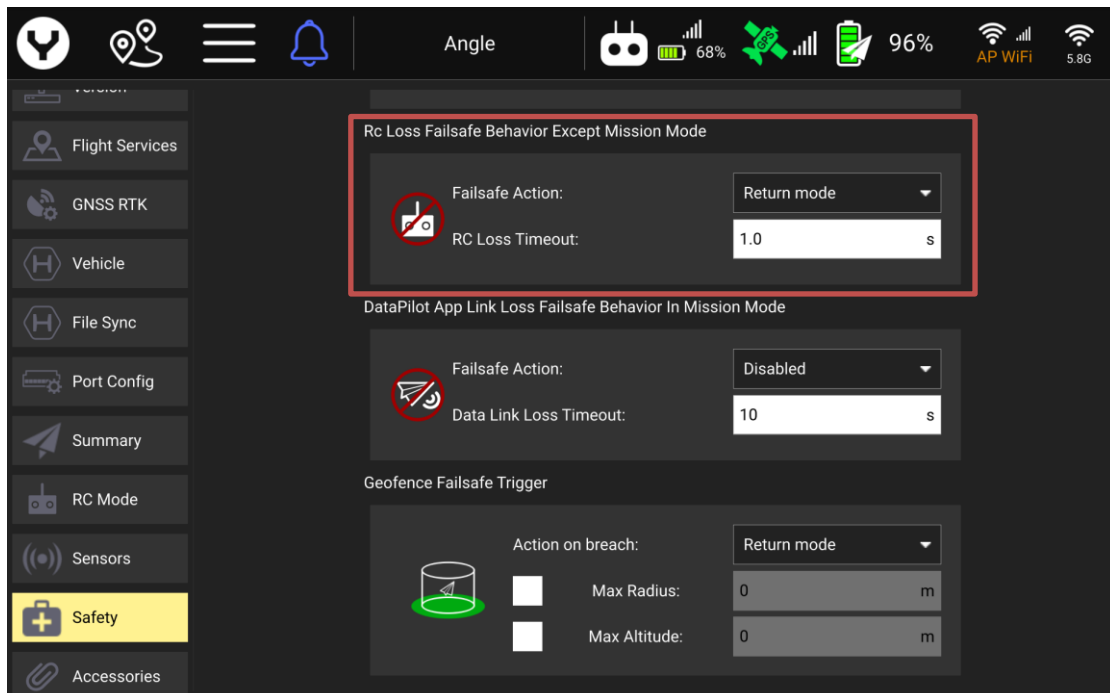 Angle
68%
GPS
96%
AP WiFi
5.8G
Version
Flight Services
GNSS RTK
Vehicle
File Sync
Port Config
Summary
RC Mode
Sensors
Safety
Accessories
Rc Loss Failsafe Behavior Except Mission Mode
Failsafe Action: Return mode
RC Loss Timeout: 1.0 s
DataPilot App Link Loss Failsafe Behavior In Mission Mode
Failsafe Action: Disabled
Data Link Loss Timeout: 10 s
Geofence Failsafe Trigger
Action on breach: Return mode
Max Radius: 0 m
Max Altitude: 0 m